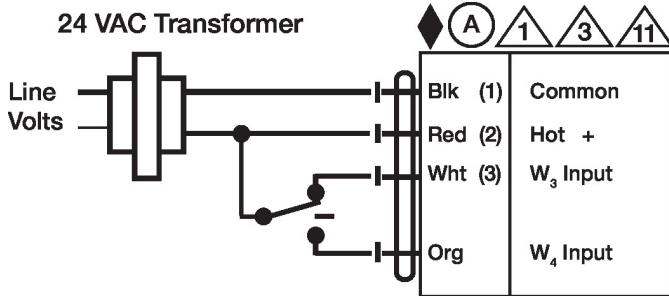 24 VAC Transformer
A 1 3 11
Line Volts
Blk (1) Common
Red (2) Hot +
Wht (3) W3 Input
Org W4 Input